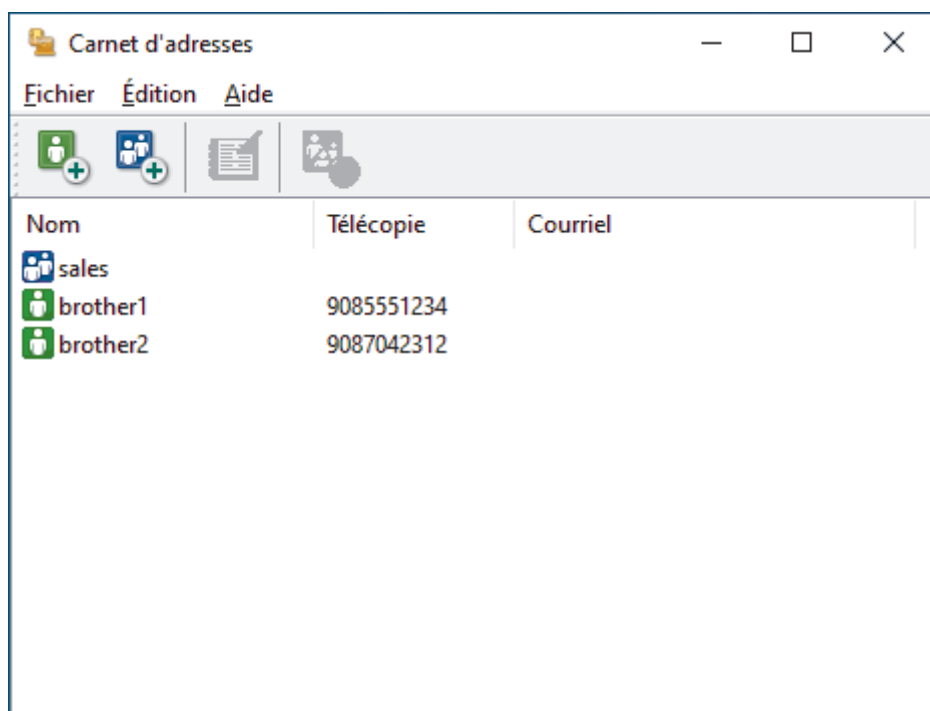 Carnet d'adresses
Fichier Édition Aide
Nom Télécopie Courriel
sales
brother1 9085551234
brother2 9087042312